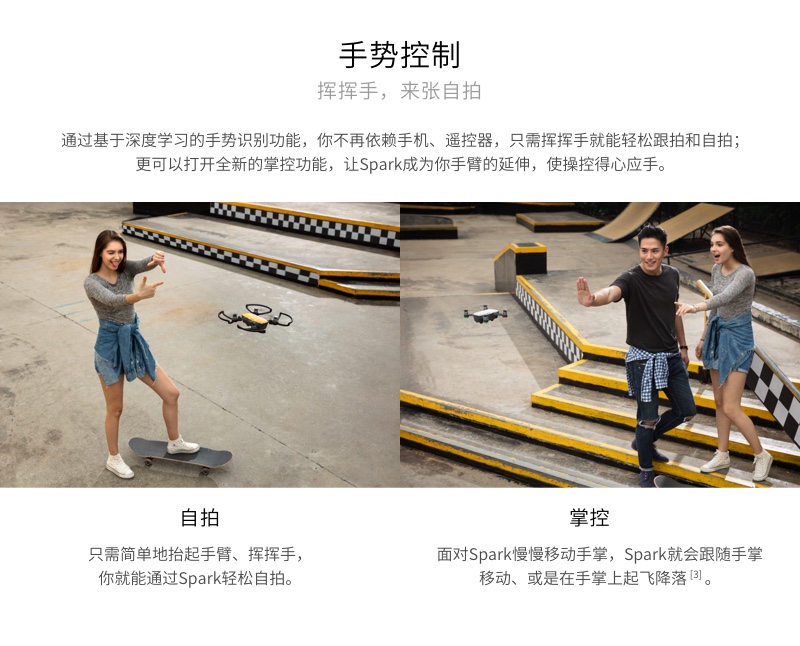 手势控制
挥挥手，来张自拍
通过基于深度学习的手势识别功能，你不再依赖手机、遥控器，只需挥挥手就能轻松跟拍和自拍；
更可以打开全新的掌控功能，让Spark成为你手臂的延伸，使操控得心应手。
自拍
只需简单地抬起手臂、挥挥手，
你就能通过Spark轻松自拍。
掌控
面对Spark慢慢移动手掌，Spark就会跟随手掌
移动、或是在手掌上起飞降落[3]。